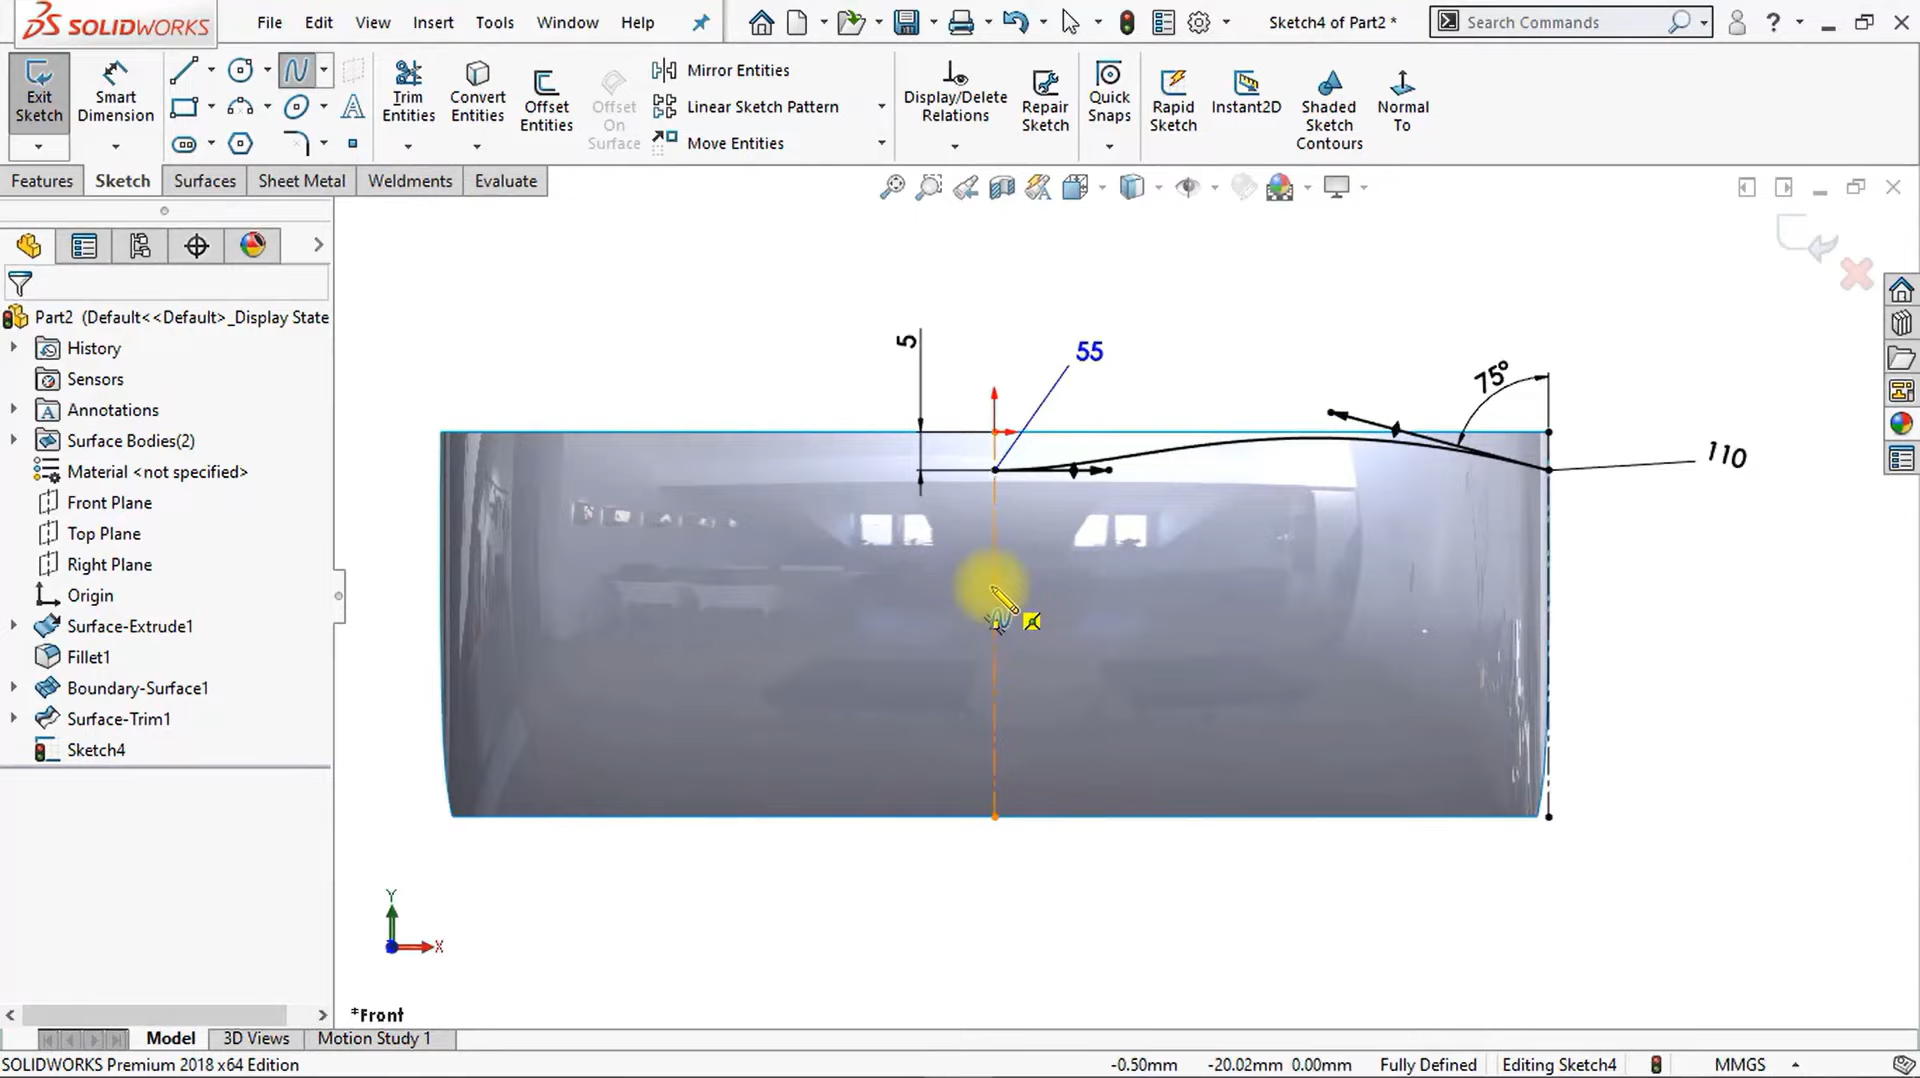 SOLIDWORKS File Edit View Insert Tools Window Help Sketch4 of Part2 * Search Commands ?
Exit Sketch
Smart Dimension
Trim Entities
Convert Entities
Offset Entities
Offset On Surface
Mirror Entities
Linear Sketch Pattern
Move Entities
Display/Delete Relations
Repair Sketch
Quick Snaps
Rapid Sketch
Instant2D
Shaded Sketch Contours
Normal To
Features Sketch Surfaces Sheet Metal Weldments Evaluate
Part2 (Default<<Default>_Display State
History
Sensors
Annotations
Surface Bodies(2)
Material <not specified>
Front Plane
Top Plane
Right Plane
Origin
Surface-Extrude1
Fillet1
Boundary-Surface1
Surface-Trim1
Sketch4
5
55
75°
110
Y
X
*Front
Model 3D Views Motion Study 1
SOLIDWORKS Premium 2018 x64 Edition -0.50mm -20.02mm 0.00mm Fully Defined Editing Sketch4 MMGS